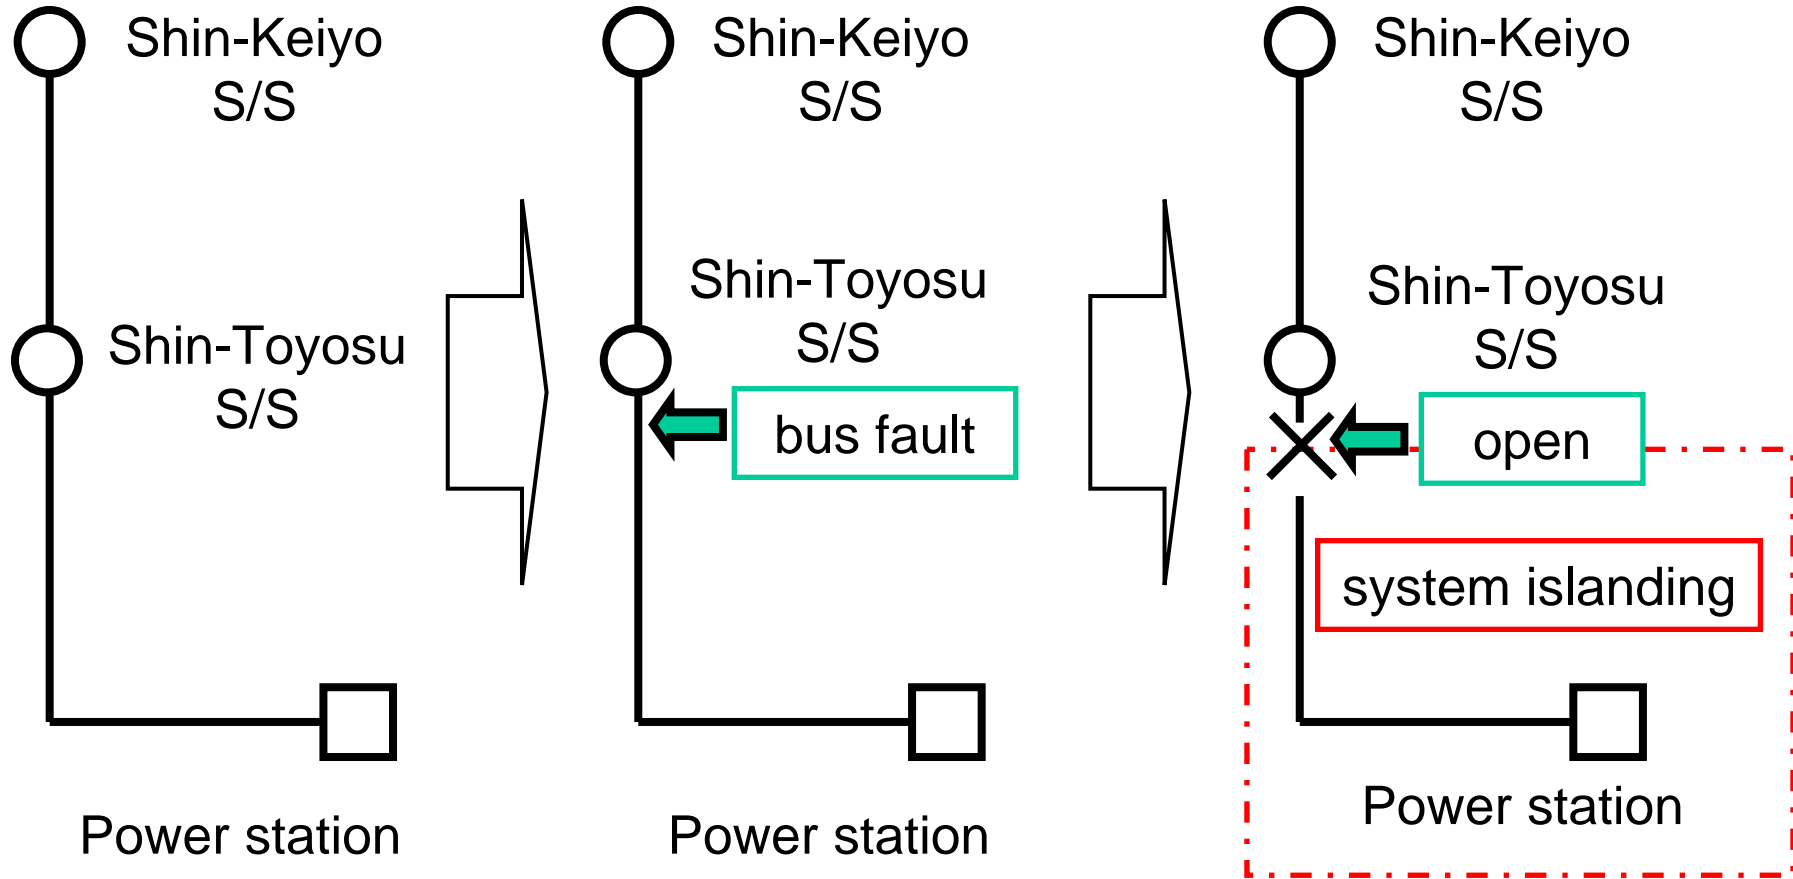 Shin-Keiyo
S/S
Shin-Toyosu
S/S
Power station
Shin-Keiyo
S/S
Shin-Toyosu
S/S
bus fault
Power station
Shin-Keiyo
S/S
Shin-Toyosu
S/S
open
system islanding
Power station